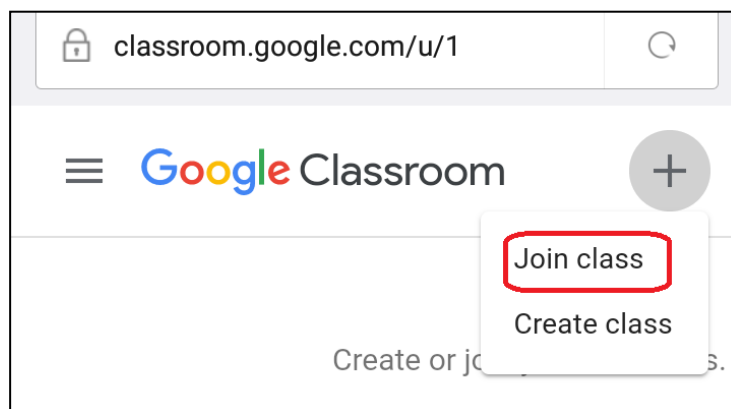 classroom.google.com/u/1
Google Classroom
Join class
Create class
Create or jo s.